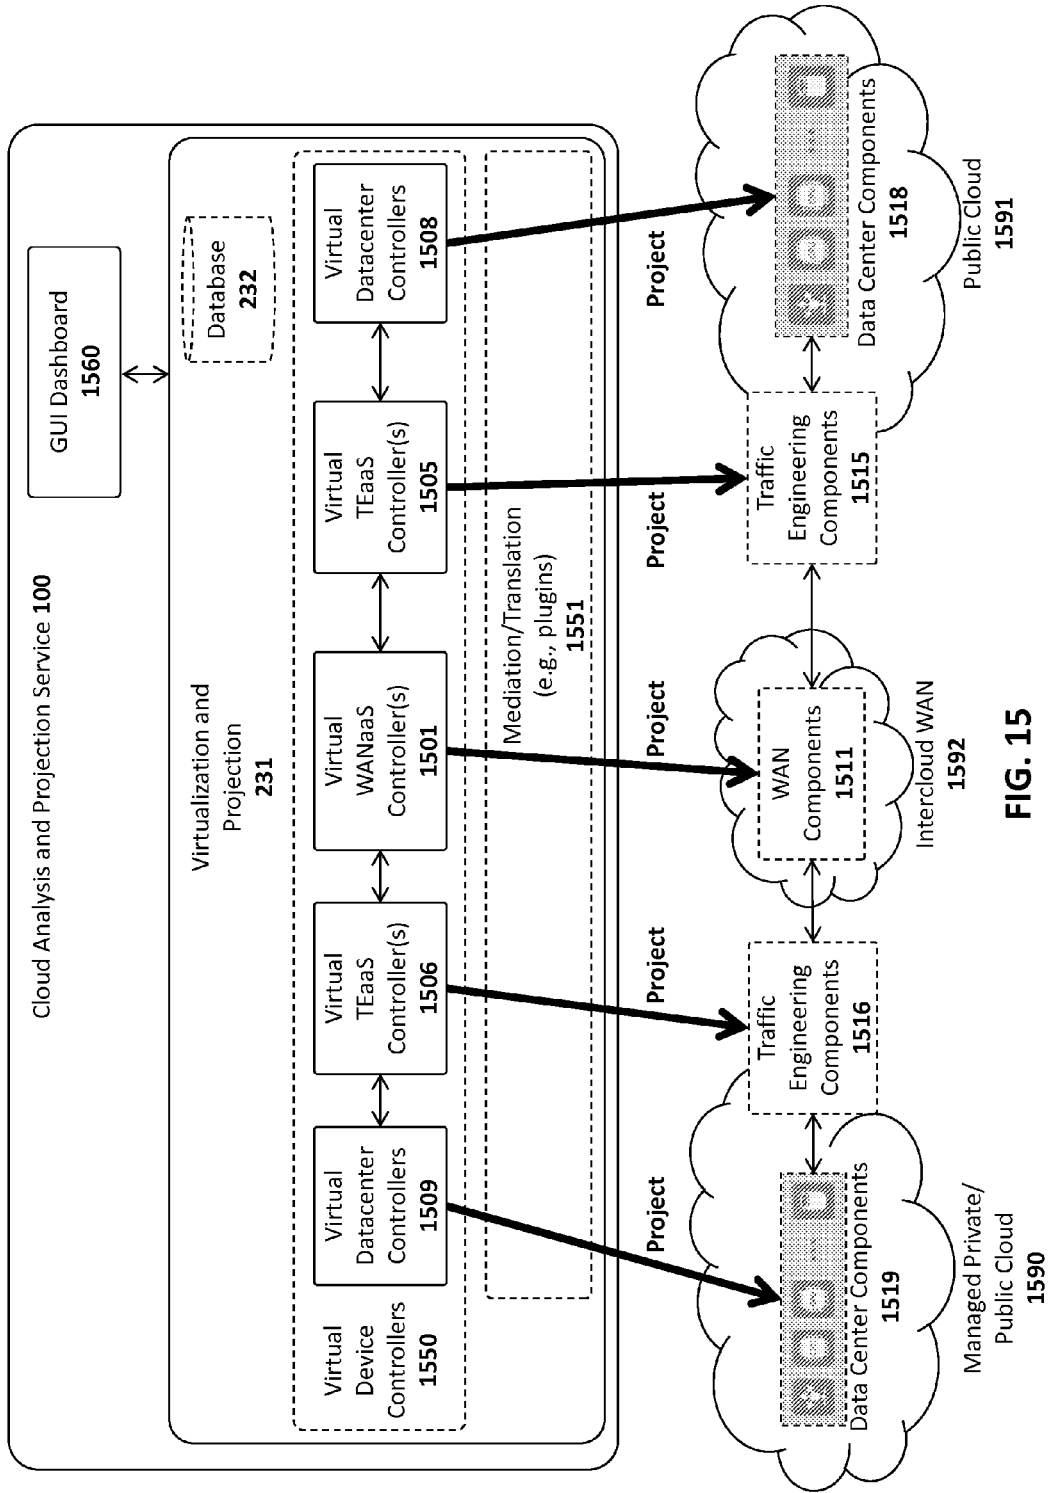 Cloud Analysis and Projection Service 100
GUI Dashboard
1560
Virtualization and
Projection
231
Database
232
Virtual
Device
Controllers
1550
Virtual
Datacenter
Controllers
1509
Virtual
TEaaS
Controller(s)
1506
Virtual
WANaaS
Controller(s)
1501
Virtual
TEaaS
Controller(s)
1505
Virtual
Datacenter
Controllers
1508
Mediation/Translation
(e.g., plugins)
1551
Project
Project
Project
Project
Project
Data Center Components
1519
Traffic
Engineering
Components
1516
WAN
Components
1511
Traffic
Engineering
Components
1515
Data Center Components
1518
Managed Private/
Public Cloud
1590
Intercloud WAN
1592
Public Cloud
1591
FIG. 15